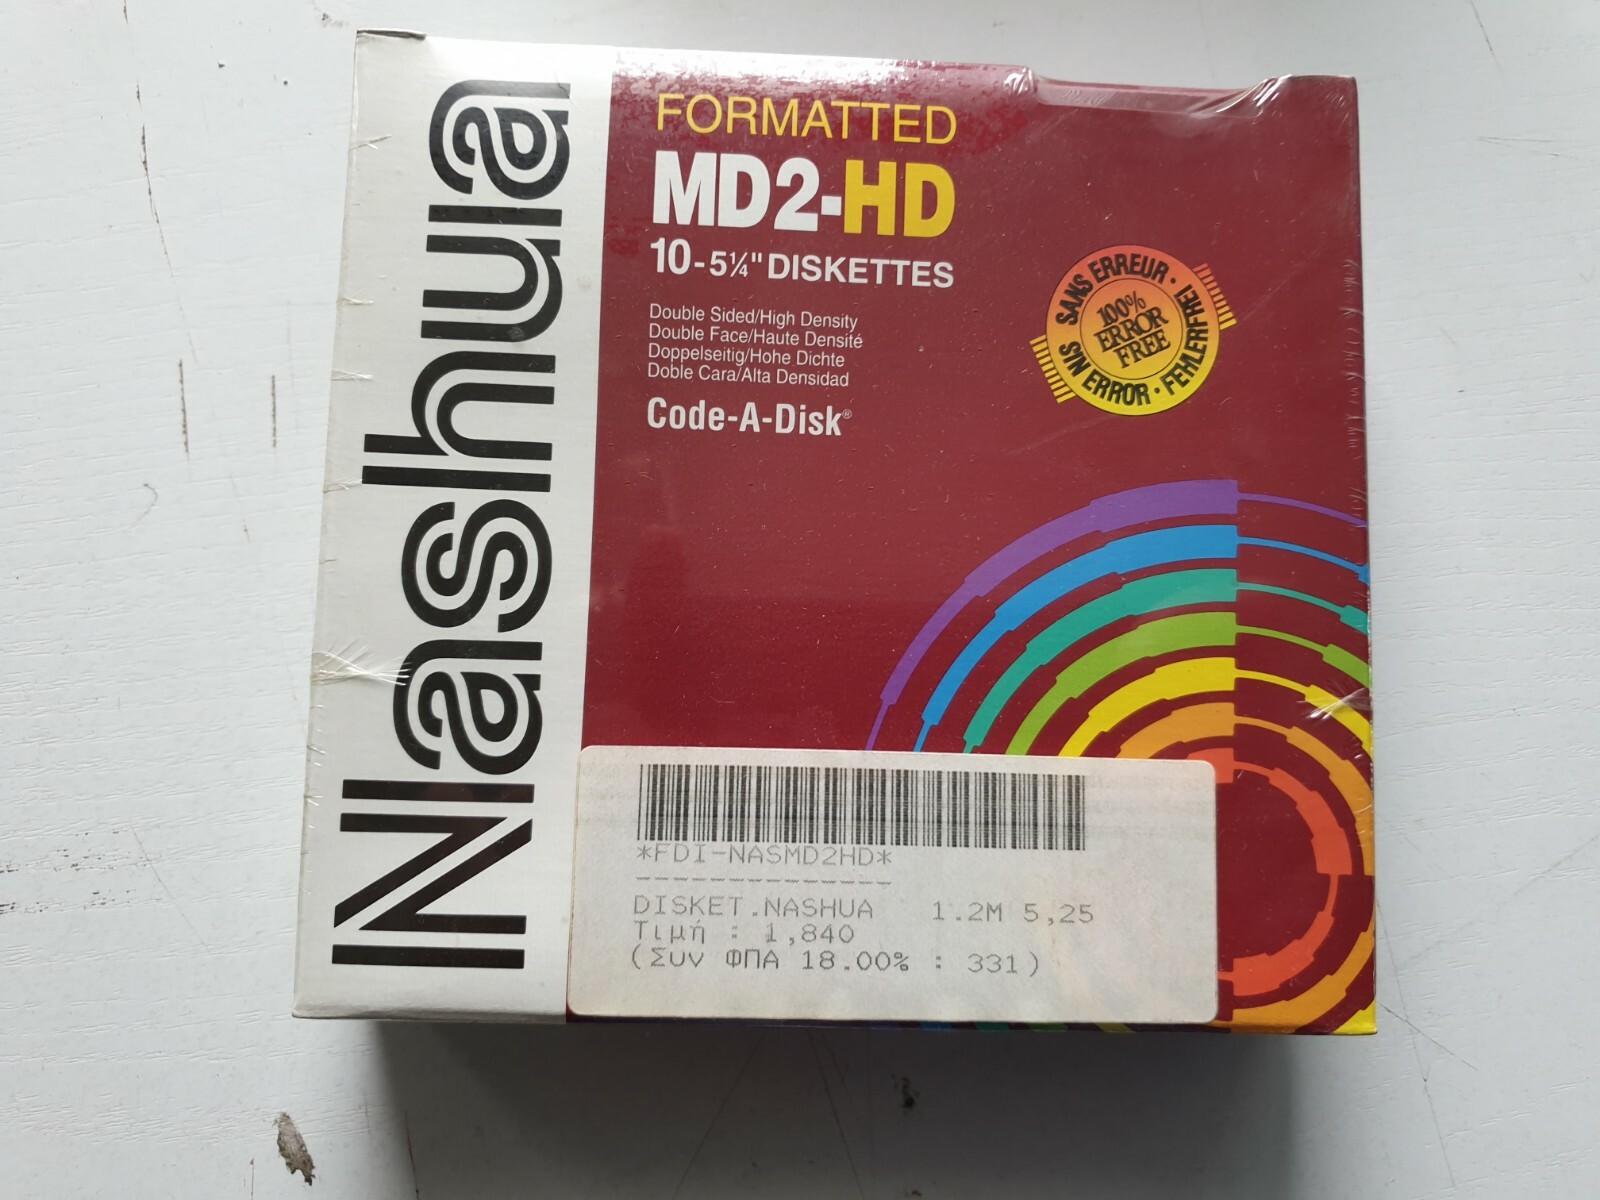 Nashua
FORMATTED
MD2-HD
10-5¼" DISKETTES
Double Sided/High Density
Double Face/Haute Densité
Doppelseitig/Hohe Dichte
Doble Cara/Alta Densidad
Code-A-Disk®
SANS ERREUR · FEHLERFREI · SIN ERROR
100%
ERROR
FREE
*FDI-NASMD2HD*
--------------
DISKET.NASHUA 1.2M 5,25
Τιμή : 1,840
(Συν ΦΠΑ 18.00% : 331)